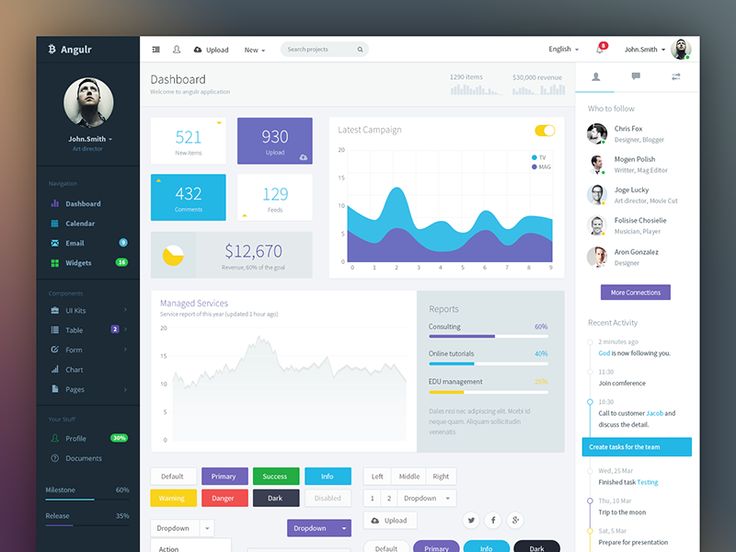 Angulr
Upload
New
Search projects
English
8
John.Smith
John.Smith
Art director
Navigation
Dashboard
Calendar
Email 9
Widgets 16
Components
UI Kits
Table 2
Form
Chart
Pages
Your Stuff
Profile 30%
Documents
Milestone 60%
Release 35%
Dashboard
Welcome to angulr application
1290 items
$30,000 revenue
521
New items
930
Upload
432
Comments
129
Feeds
$12,670
Revenue, 60% of the goal
Latest Campaign
TV
MAG
20
15
10
5
0
0 1 2 3 4 5 6 7 8 9
Managed Services
Service report of this year (updated 1 hour ago)
20
15
10
5
0
Reports
Consulting 60%
Online tutorials 40%
EDU management 25%
Dales nos nec adipiscing elit. Morbi id
neque quam. Aliquam sollicitudin
venenatis
Default Primary Success Info
Warning Danger Dark Disabled
Dropdown
Dropdown
Action
Left Middle Right
1 2 Dropdown
Upload
Default Primary Info Dark
Who to follow
Chris Fox
Designer, Blogger
Mogen Polish
Writter, Mag Editor
Joge Lucky
Art director, Movie Cut
Folisise Chosielie
Musician, Player
Aron Gonzalez
Designer
More Connections
Recent Activity
2 minutes ago
God is now following you.
11:30
Join comference
10:30
Call to customer Jacob and
discuss the detail.
Create tasks for the team
Wed, 25 Mar
Finished task Testing
Thu, 10 Mar
Trip to the moon
Sat, 5 Mar
Prepare for presentation